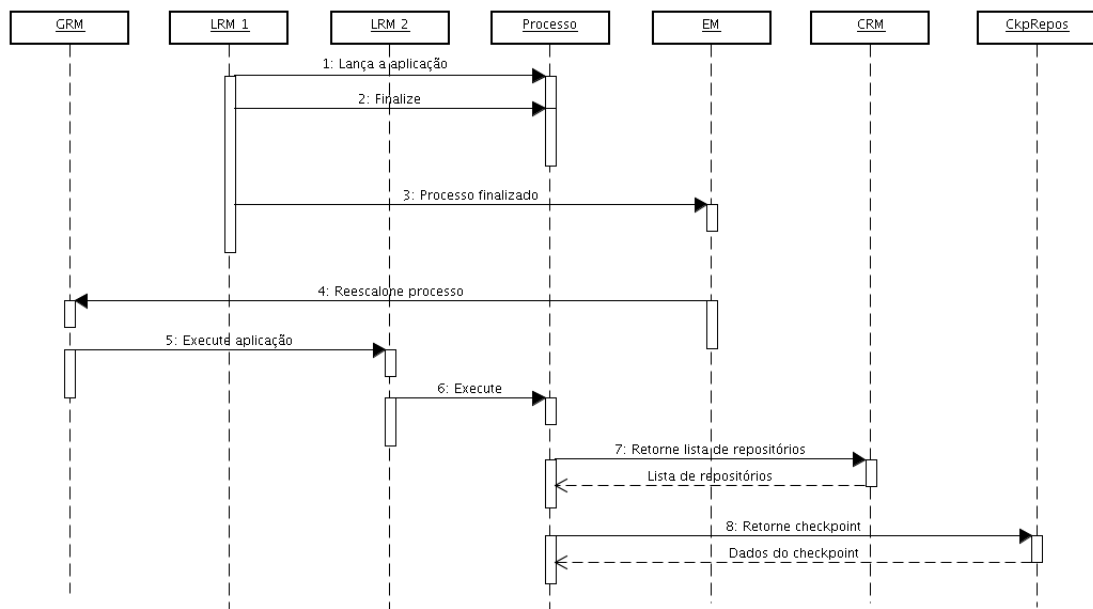 GRM
LRM 1
LRM 2
Processo
EM
CRM
CkpRepos
1: Lança a aplicação
2: Finalize
3: Processo finalizado
4: Reescalone processo
5: Execute aplicação
6: Execute
7: Retorne lista de repositórios
Lista de repositórios
8: Retorne checkpoint
Dados do checkpoint